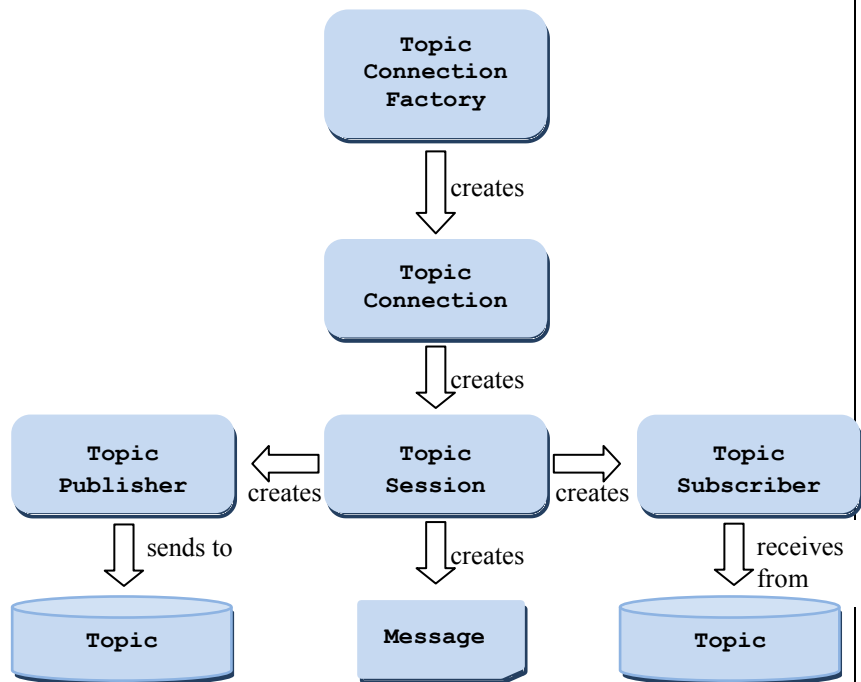 Topic
Connection
Factory
creates
Topic
Connection
creates
Topic
Publisher
creates
Topic
Session
creates
Topic
Subscriber
sends to
creates
receives
from
Topic
Message
Topic